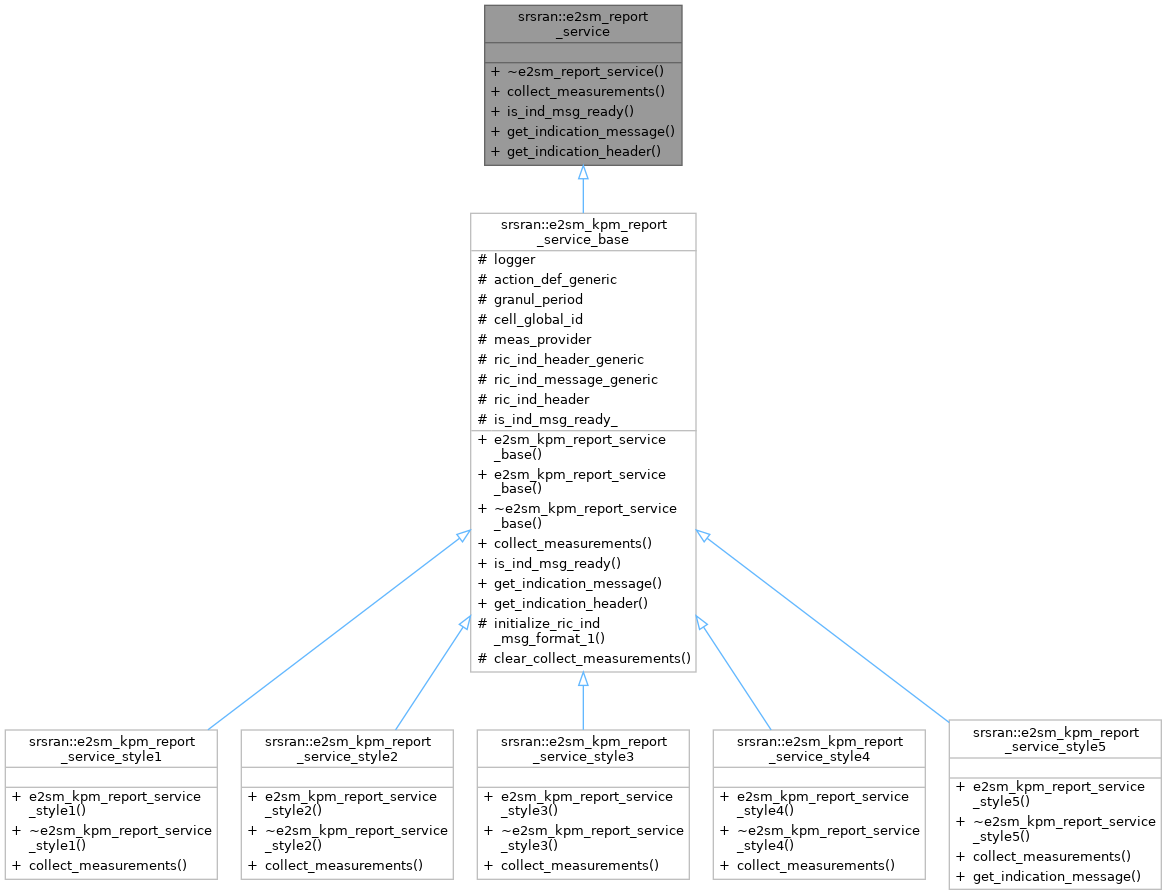 srsran::e2sm_report
_service
+ ~e2sm_report_service()
+ collect_measurements()
+ is_ind_msg_ready()
+ get_indication_message()
+ get_indication_header()
srsran::e2sm_kpm_report
_service_base
# logger
# action_def_generic
# granul_period
# cell_global_id
# meas_provider
# ric_ind_header_generic
# ric_ind_message_generic
# ric_ind_header
# is_ind_msg_ready_
+ e2sm_kpm_report_service
_base()
+ e2sm_kpm_report_service
_base()
+ ~e2sm_kpm_report_service
_base()
+ collect_measurements()
+ is_ind_msg_ready()
+ get_indication_message()
+ get_indication_header()
# initialize_ric_ind
_msg_format_1()
# clear_collect_measurements()
srsran::e2sm_kpm_report
_service_style1
+ e2sm_kpm_report_service
_style1()
+ ~e2sm_kpm_report_service
_style1()
+ collect_measurements()
srsran::e2sm_kpm_report
_service_style2
+ e2sm_kpm_report_service
_style2()
+ ~e2sm_kpm_report_service
_style2()
+ collect_measurements()
srsran::e2sm_kpm_report
_service_style3
+ e2sm_kpm_report_service
_style3()
+ ~e2sm_kpm_report_service
_style3()
+ collect_measurements()
srsran::e2sm_kpm_report
_service_style4
+ e2sm_kpm_report_service
_style4()
+ ~e2sm_kpm_report_service
_style4()
+ collect_measurements()
srsran::e2sm_kpm_report
_service_style5
+ e2sm_kpm_report_service
_style5()
+ ~e2sm_kpm_report_service
_style5()
+ collect_measurements()
+ get_indication_message()